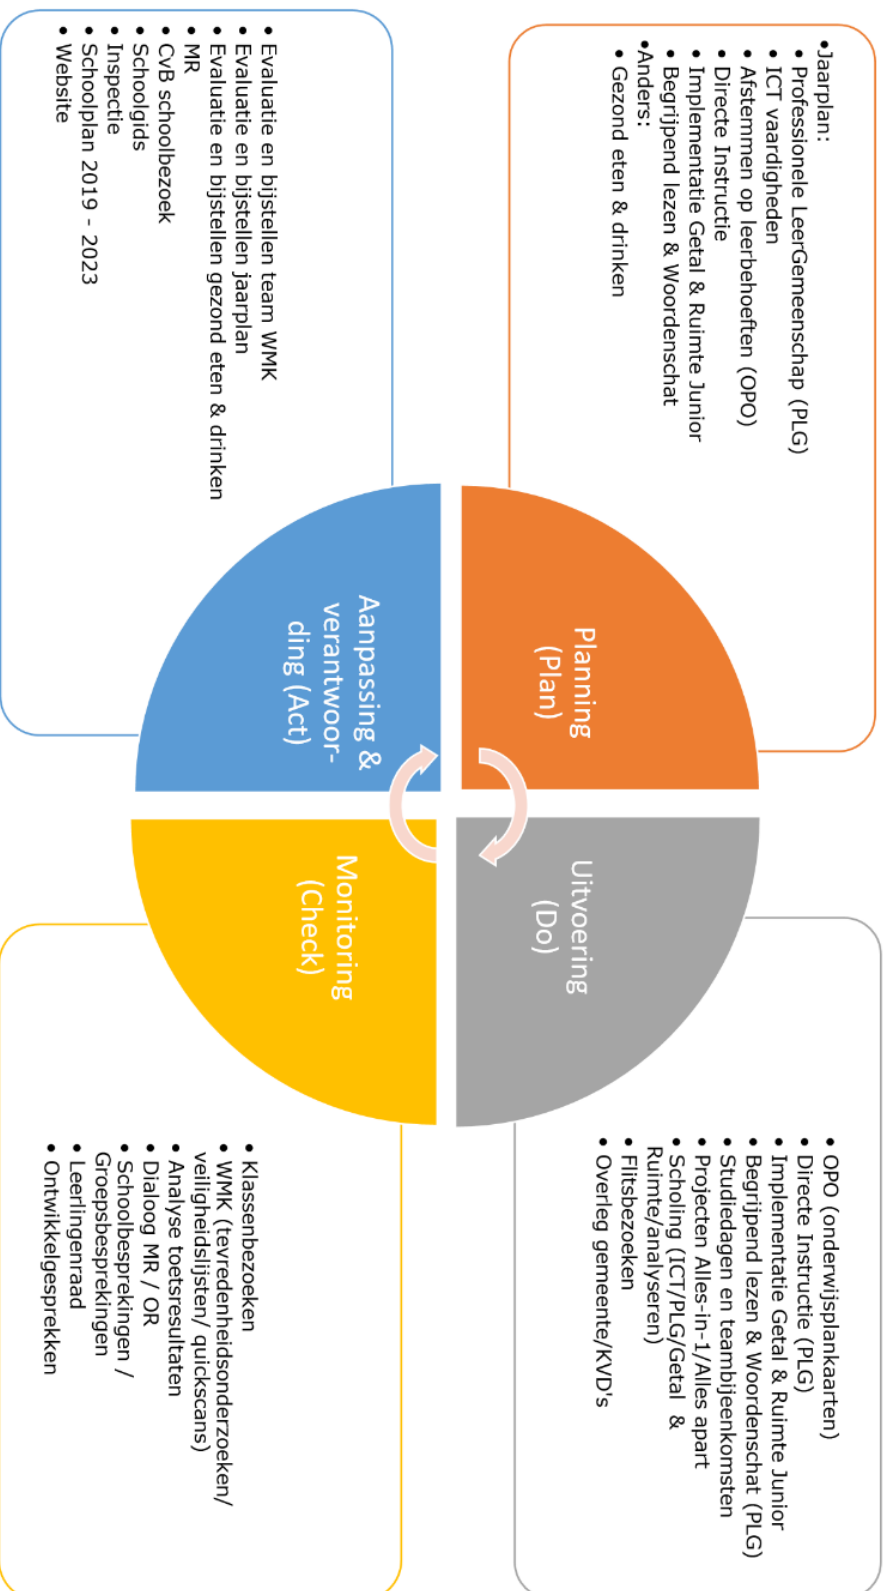 •Jaarplan:
• Professionele LeerGemeenschap (PLG)
• ICT vaardigheden
• Afstemmen op leerbehoeften (OPO)
• Directe Instructie
• Implementatie Getal & Ruimte Junior
• Begrijpend lezen & Woordenschat
•Anders:
• Gezond eten & drinken
Planning
(Plan)
• OPO (onderwijsplankaarten)
• Directe Instructie (PLG)
• Implementatie Getal & Ruimte Junior
• Begrijpend lezen & Woordenschat (PLG)
• Studiedagen en teambijeenkomsten
• Projecten Alles-in-1/Alles apart
• Scholing (ICT/PLG/Getal &
Ruimte/analyseren)
• Flitsbezoeken
• Overleg gemeente/KVD's
Uitvoering
(Do)
• Evaluatie en bijstellen team WMK
• Evaluatie en bijstellen jaarplan
• Evaluatie en bijstellen gezond eten & drinken
• MR
• CvB schoolbezoek
• Schoolgids
• Inspectie
• Schoolplan 2019 - 2023
• Website
Aanpassing &
verantwoor-
ding (Act)
• Klassenbezoeken
• WMK (tevredenheidsonderzoeken/
veiligheidslijsten/ quickscans)
• Analyse toetsresultaten
• Dialoog MR / OR
• Schoolbesprekingen /
Groepsbesprekingen
• Leerlingenraad
• Ontwikkelgesprekken
Monitoring
(Check)